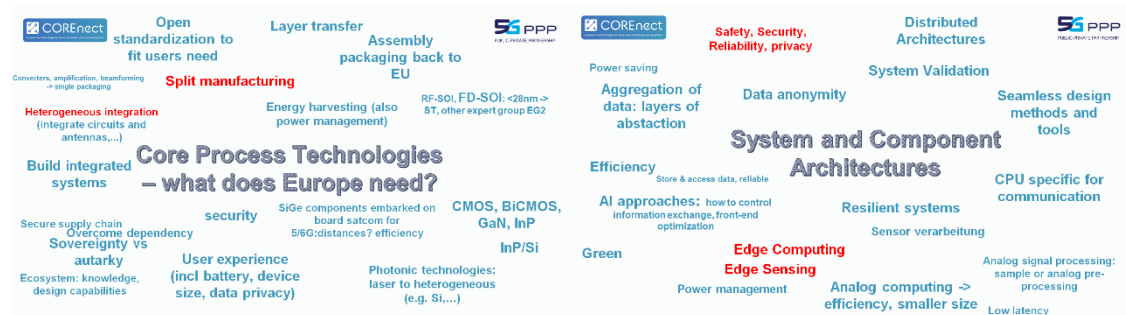 COREnect
5G PPP
PUBLIC-PRIVATE PARTNERSHIP
Open
standardization to
fit users need
Layer transfer
Assembly
packaging back to
EU
Converters, amplification, beamforming
-> single packaging
Split manufacturing
Heterogeneous integration
(integrate circuits and
antennas,...)
Energy harvesting (also
power management)
RF-SOI, FD-SOI: <28nm ->
ST, other expert group EG2
Core Process Technologies
– what does Europe need?
Build integrated
systems
Secure supply chain
Overcome dependency
Sovereignty vs
autarky
Ecosystem: knowledge,
design capabilities
security
User experience
(incl battery, device
size, data privacy)
SiGe components embarked on
board satcom for
5/6G:distances? efficiency
CMOS, BiCMOS,
GaN, InP
InP/Si
Photonic technologies:
laser to heterogeneous
(e.g. Si,...)
COREnect
5G PPP
PUBLIC-PRIVATE PARTNERSHIP
Safety, Security,
Reliability, privacy
Distributed
Architectures
Power saving
System Validation
Aggregation of
data: layers of
abstaction
Data anonymity
Seamless design
methods and
tools
System and Component
Architectures
Efficiency
Store & access data, reliable
AI approaches: how to control
information exchange, front-end
optimization
CPU specific for
communication
Resilient systems
Sensor verarbeitung
Green
Edge Computing
Edge Sensing
Power management
Analog computing ->
efficiency, smaller size
Analog signal processing:
sample or analog pre-
processing
Low latency